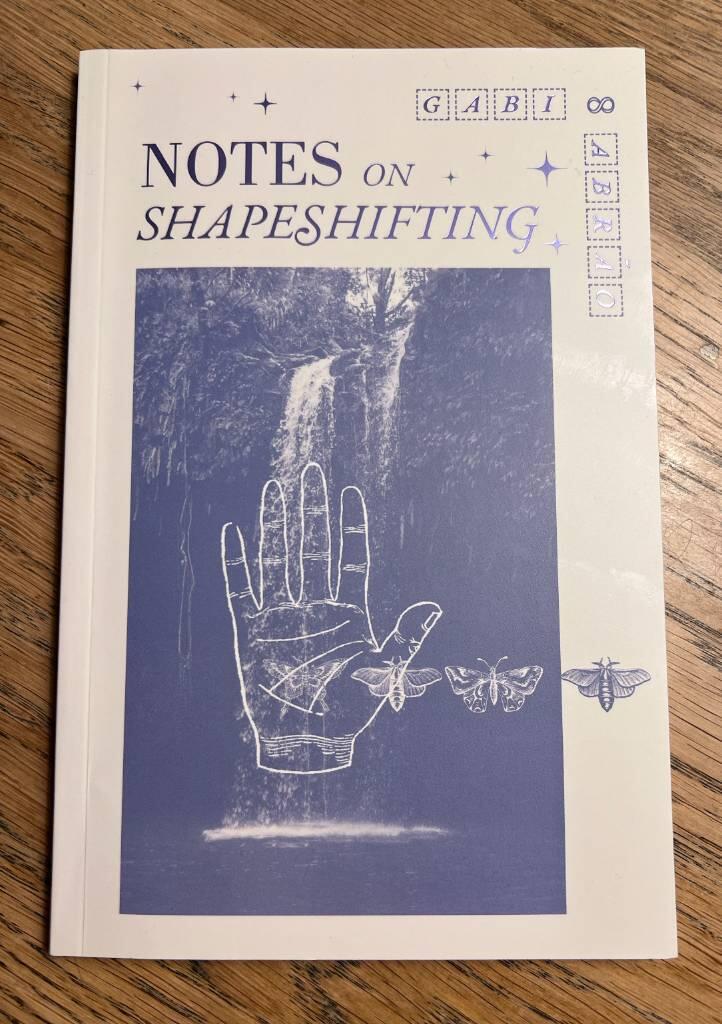 GABI
ABRÃO
NOTES ON
SHAPESHIFTING